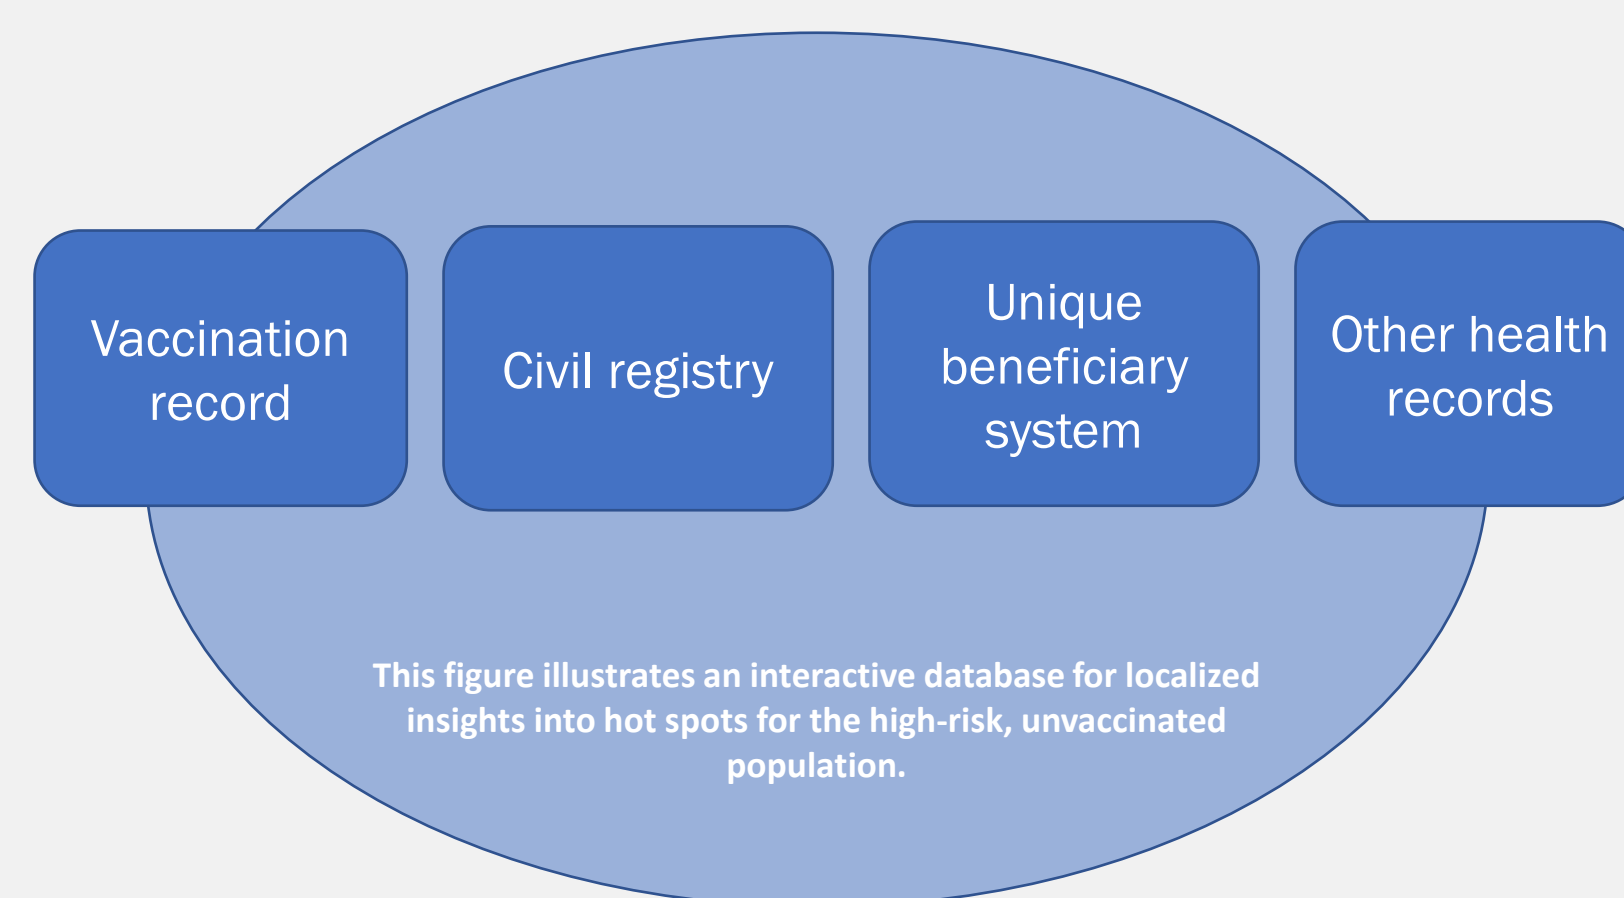 Vaccination
record
Civil registry
Unique
beneficiary
system
Other health
records
This figure illustrates an interactive database for localized
insights into hot spots for the high-risk, unvaccinated
population.